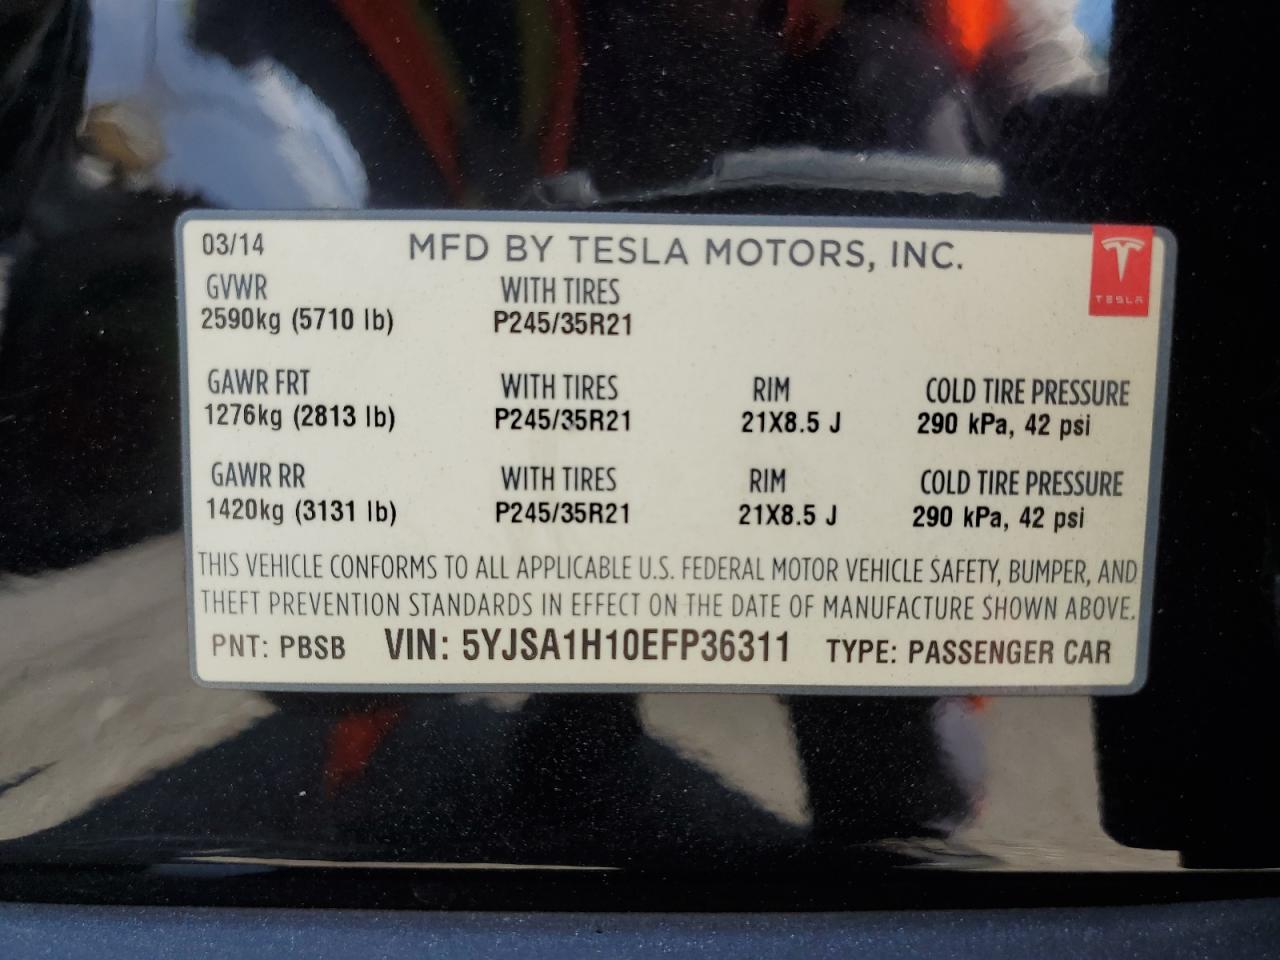 03/14 MFD BY TESLA MOTORS, INC.
TESLA
GVWR WITH TIRES
2590kg (5710 lb) P245/35R21
GAWR FRT WITH TIRES RIM COLD TIRE PRESSURE
1276kg (2813 lb) P245/35R21 21X8.5 J 290 kPa, 42 psi
GAWR RR WITH TIRES RIM COLD TIRE PRESSURE
1420kg (3131 lb) P245/35R21 21X8.5 J 290 kPa, 42 psi
THIS VEHICLE CONFORMS TO ALL APPLICABLE U.S. FEDERAL MOTOR VEHICLE SAFETY, BUMPER, AND
THEFT PREVENTION STANDARDS IN EFFECT ON THE DATE OF MANUFACTURE SHOWN ABOVE.
PNT: PBSB VIN: 5YJSA1H10EFP36311 TYPE: PASSENGER CAR